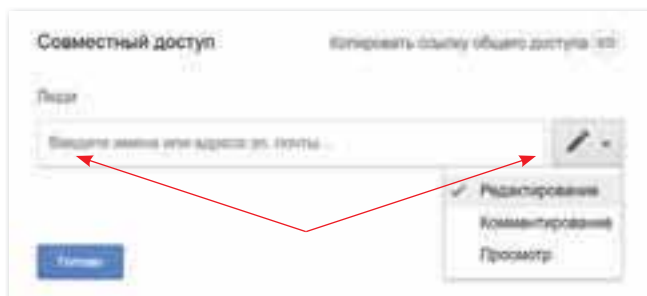 Совместный доступ
Копировать ссылку общего доступа
Люди
Введите имена или адреса эл. почты...
Редактирование
Комментирование
Просмотр
Готово